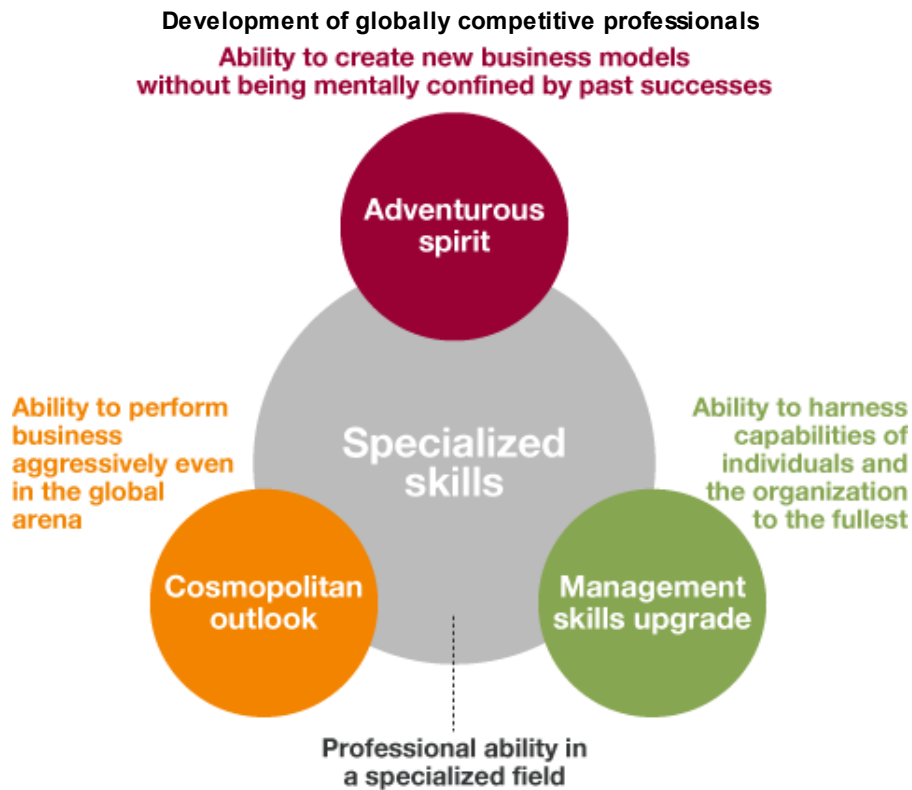 Development of globally competitive professionals
Ability to create new business models
without being mentally confined by past successes
Adventurous
spirit
Ability to perform
business
aggressively even
in the global
arena
Specialized
skills
Ability to harness
capabilities of
individuals and
the organization
to the fullest
Cosmopolitan
outlook
Management
skills upgrade
Professional ability in
a specialized field